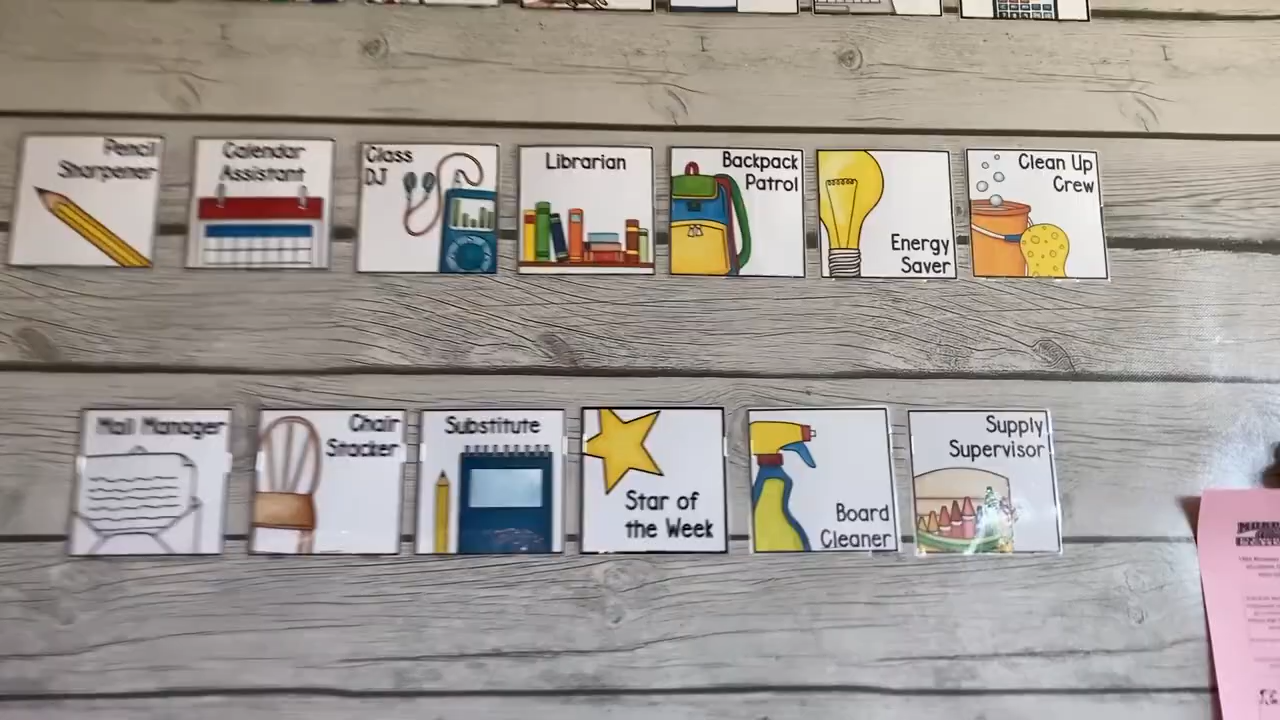 Pencil
Sharpener
Calendar
Assistant
Class
DJ
Librarian
Backpack
Patrol
Energy
Saver
Clean Up
Crew
Mail Manager
Chair
Stacker
Substitute
Star of
the Week
Board
Cleaner
Supply
Supervisor